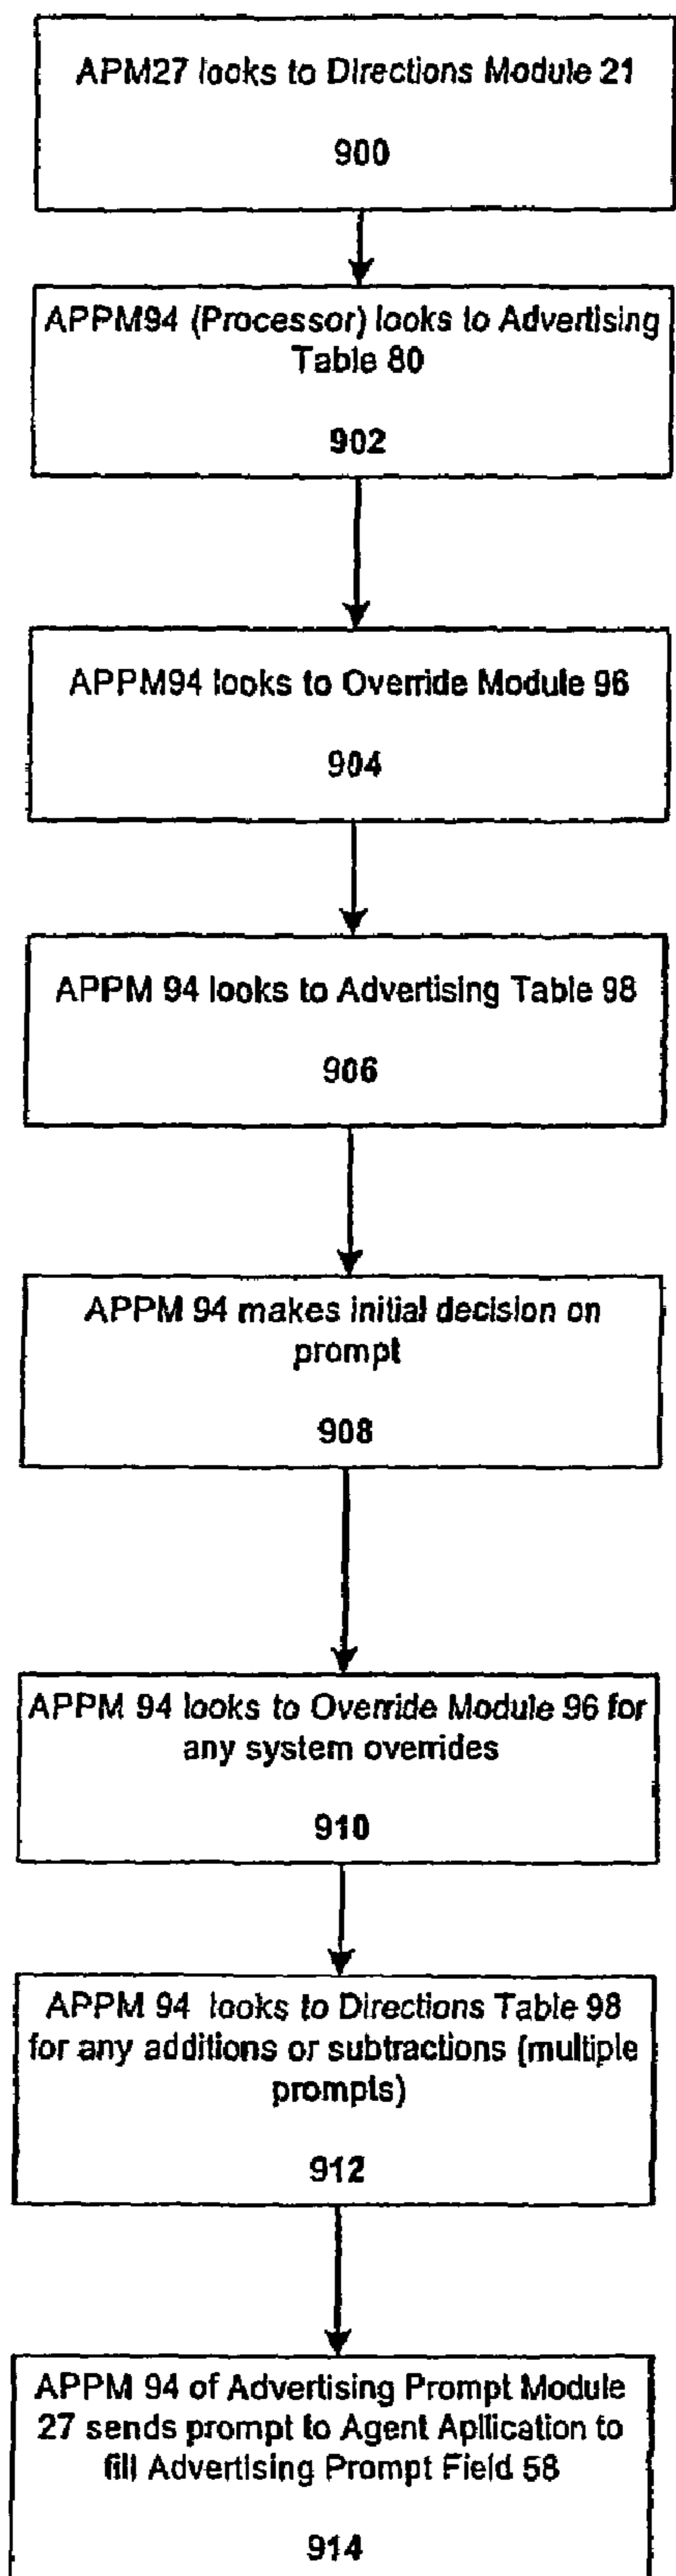 APM27 looks to Directions Module 21
900
APPM94 (Processor) looks to Advertising
Table 80
902
APPM94 looks to Override Module 96
904
APPM 94 looks to Advertising Table 98
906
APPM 94 makes initial decision on
prompt
908
APPM 94 looks to Override Module 96 for
any system overrides
910
APPM 94 looks to Directions Table 98
for any additions or subtractions (multiple
prompts)
912
APPM 94 of Advertising Prompt Module
27 sends prompt to Agent Apllication to
fill Advertising Prompt Field 58
914